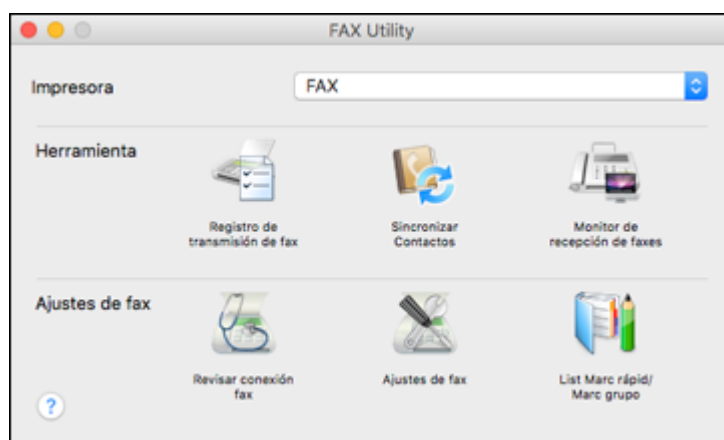 FAX Utility
Impresora
FAX
Herramienta
Registro de
transmisión de fax
Sincronizar
Contactos
Monitor de
recepción de faxes
Ajustes de fax
Revisar conexión
fax
Ajustes de fax
List Marc rápid/
Marc grupo
?